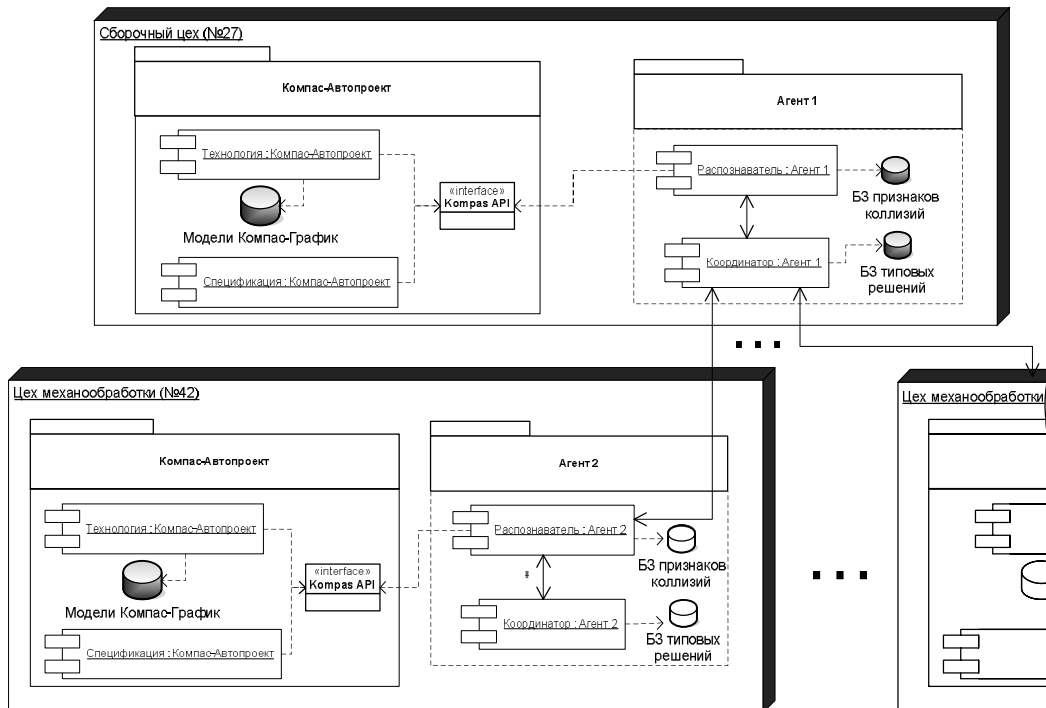 Сборочный цех (№27)
Компас-Автопроект
Технология : Компас-Автопроект
Модели Компас-График
Спецификация : Компас-Автопроект
«interface»
Kompas API
Агент 1
Распознаватель : Агент 1
БЗ признаков
коллизий
Координатор : Агент 1
БЗ типовых
решений
Цех механообработки (№42)
Компас-Автопроект
Технология : Компас-Автопроект
Модели Компас-График
Спецификация : Компас-Автопроект
«interface»
Kompas API
Агент 2
Распознаватель : Агент 2
БЗ признаков
коллизий
Координатор : Агент 2
БЗ типовых
решений
Цех механообработки